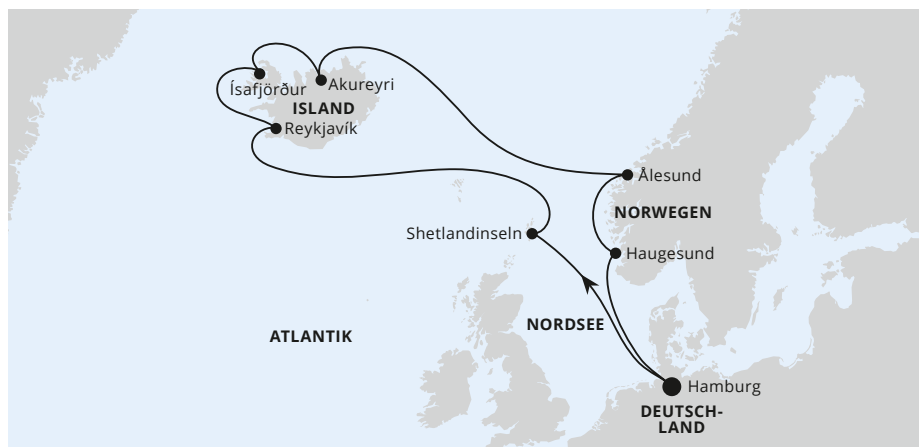 Ísafjörður
Akureyri
ISLAND
Reykjavík
Ålesund
NORWEGEN
Shetlandinseln
Haugesund
NORDSEE
ATLANTIK
Hamburg
DEUTSCH-
LAND